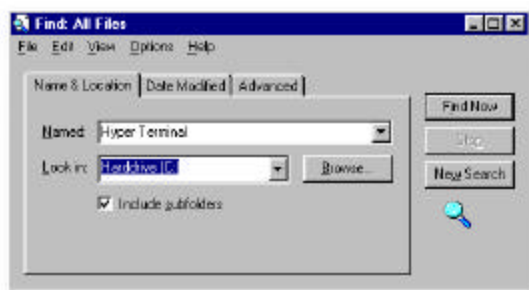 Find: All Files
File Edit View Options Help
Name & Location Date Modified Advanced
Named: Hyper Terminal
Look in: Harddrive (C:) Browse...
Include subfolders
Find Now
Stop
New Search